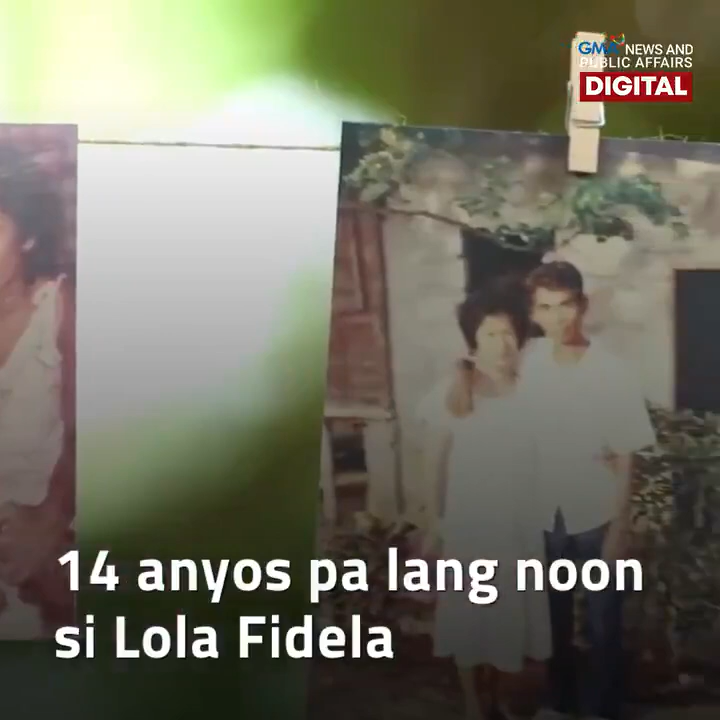 GMA NEWS AND
PUBLIC AFFAIRS
DIGITAL
14 anyos pa lang noon
si Lola Fidela